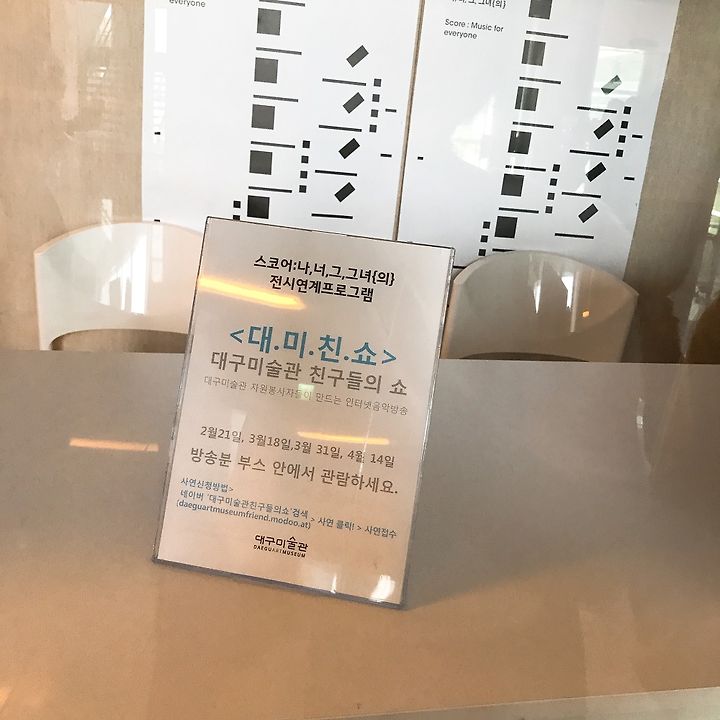 everyone
너, 그, 그녀{의}
Score : Music for
everyone
스코어:나,너,그,그녀{의}
전시연계프로그램
<대.미.친.쇼>
대구미술관 친구들의 쇼
대구미술관 자원봉사자들이 만드는 인터넷음악방송
2월21일, 3월18일,3월 31일, 4월 14일
방송분 부스 안에서 관람하세요.
사연신청방법>
네이버 '대구미술관친구들의쇼'검색 > 사연 클릭! > 사연접수
(daeguartmuseumfriend.modoo.at)
대구미술관
DAEGUARTMUSEUM